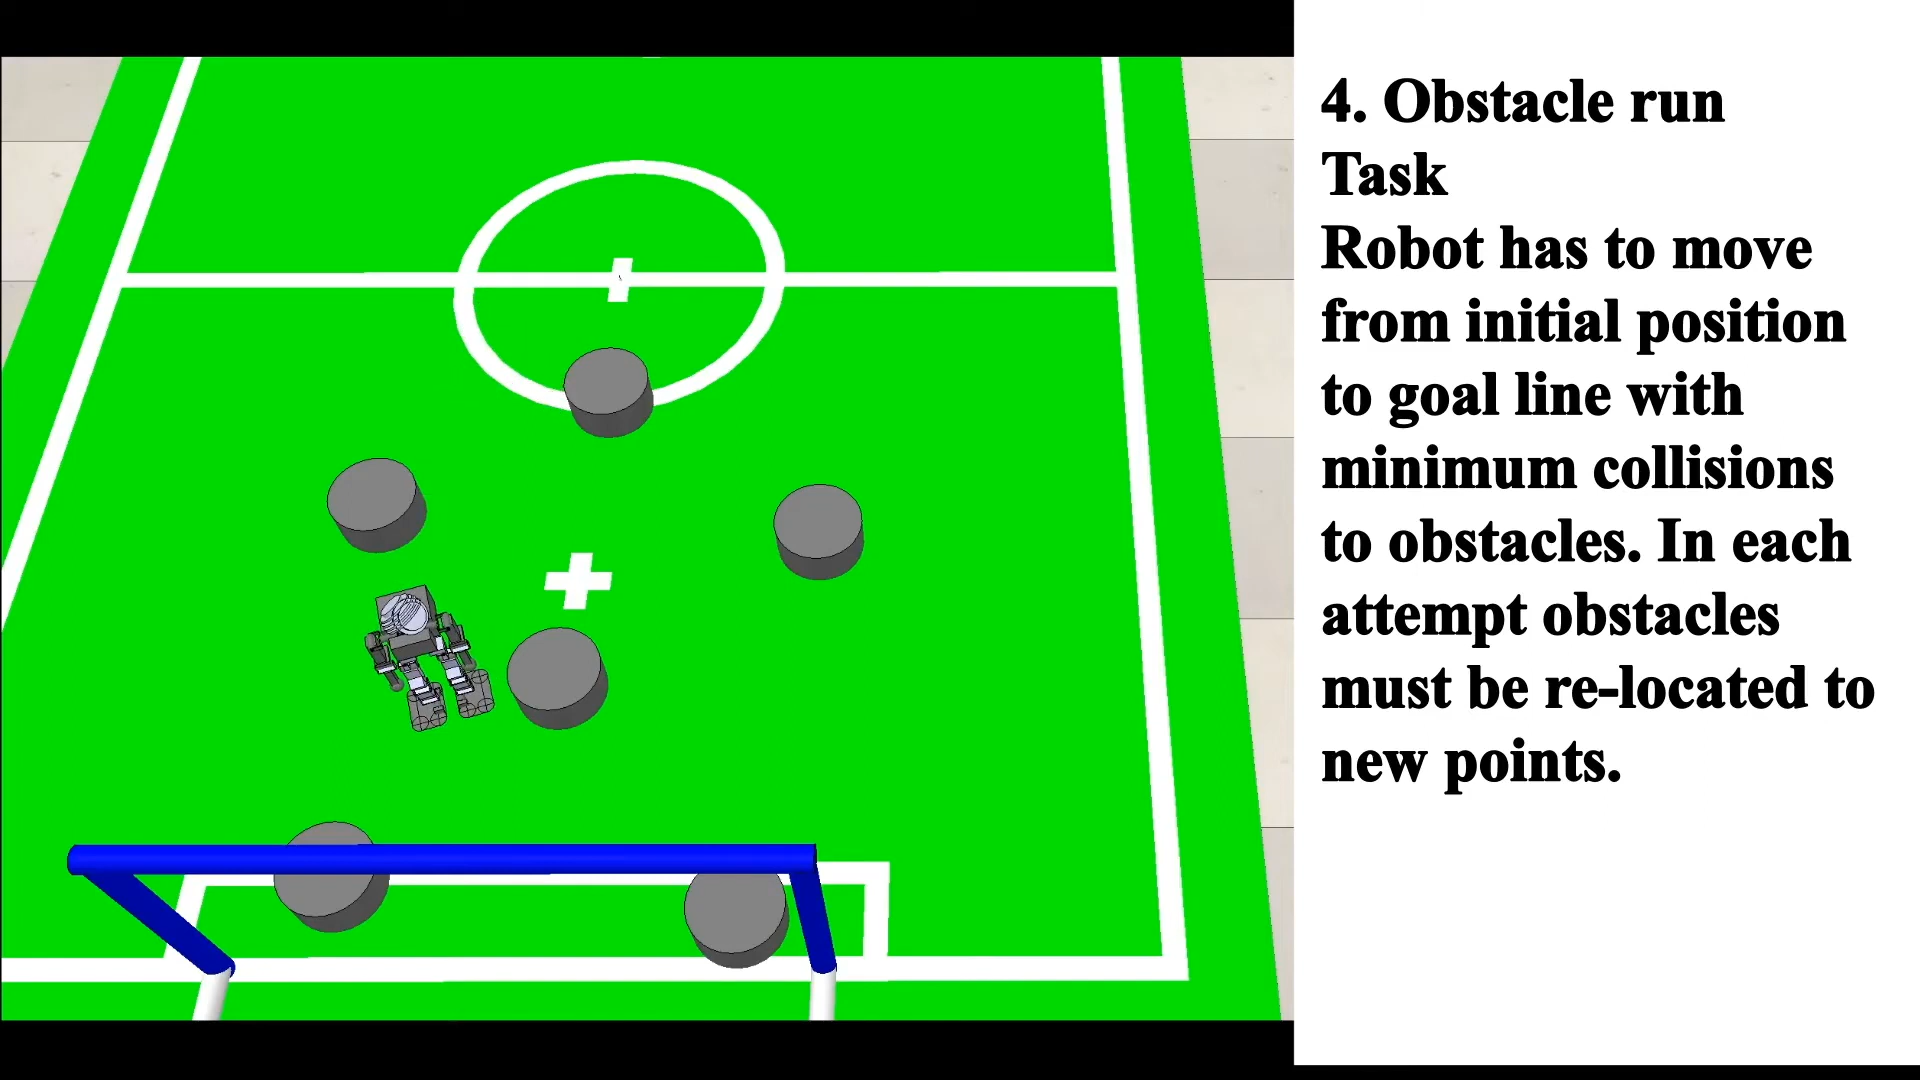 4. Obstacle run
Task
Robot has to move
from initial position
to goal line with
minimum collisions
to obstacles. In each
attempt obstacles
must be re-located to
new points.